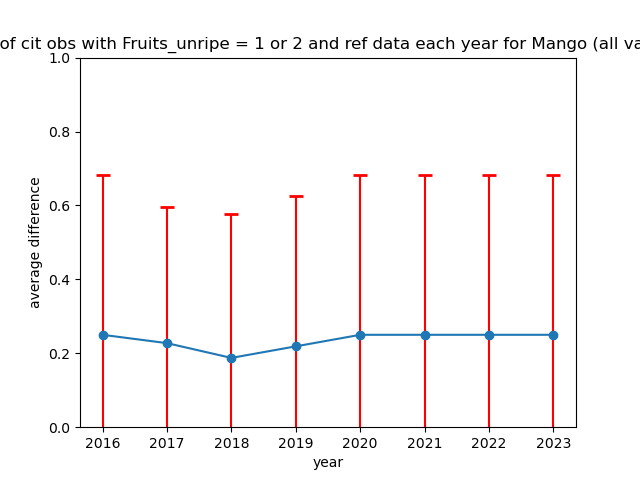 of cit obs with Fruits_unripe = 1 or 2 and ref data each year for Mango (all va
1.0
0.8
0.6
0.4
0.2
0.0
average difference
2016 2017 2018 2019 2020 2021 2022 2023
year